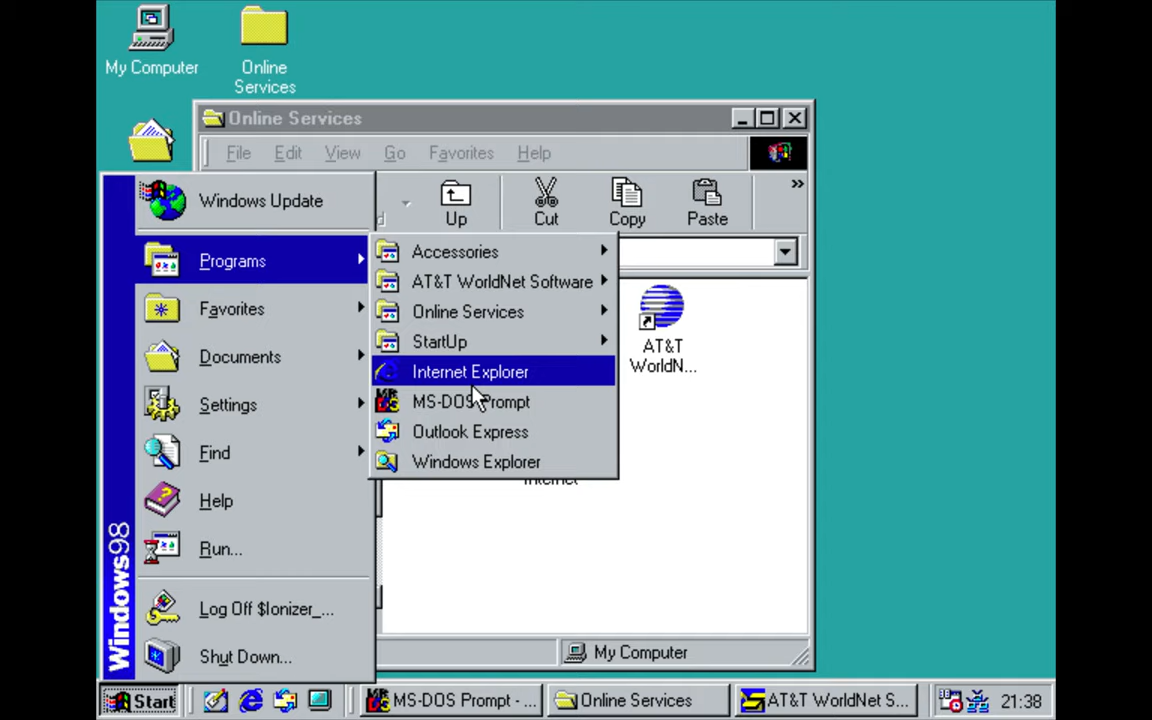 My Computer
Online
Services
Online Services
File Edit View Go Favorites Help
Up Cut Copy Paste
Windows Update
Programs
Favorites
Documents
Settings
Find
Help
Run...
Log Off $Ionizer_...
Shut Down...
Windows98
Accessories
AT&T WorldNet Software
Online Services
StartUp
Internet Explorer
MS-DOS Prompt
Outlook Express
Windows Explorer
AT&T
WorldN...
Internet
My Computer
Start
MS-DOS Prompt - ...
Online Services
AT&T WorldNet S...
21:38